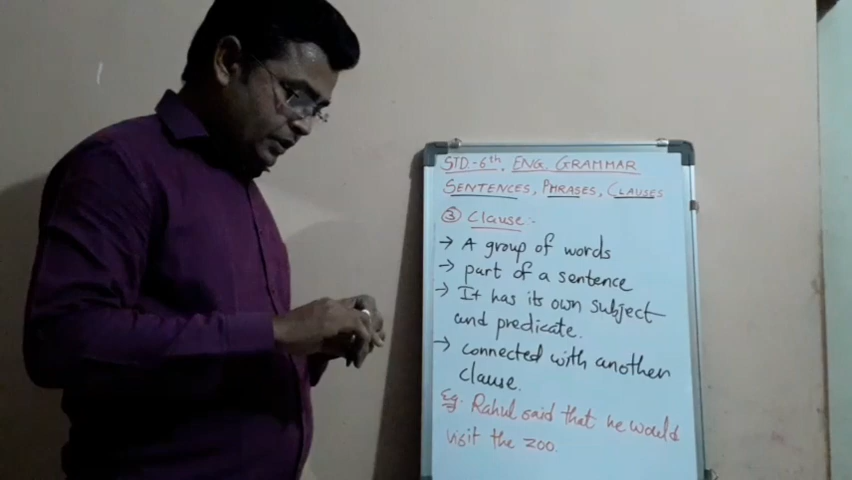 STD.-6th. ENG. GRAMMAR
SENTENCES, PHRASES, CLAUSES
③ Clause:-
→ A group of words
→ part of a sentence
→ It has its own subject
and predicate.
→ connected with another
clause.
Eg. Rahul said that he would
visit the zoo.